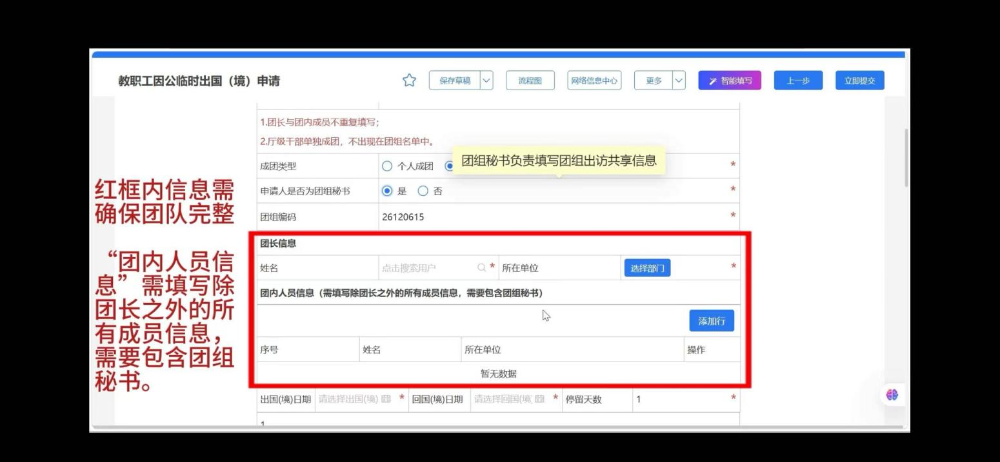 教职工因公临时出国（境）申请
保存草稿
流程图
网络信息中心
更多
智能填写
上一步
立即提交
1.团长与团内成员不重复填写；
2.厅级干部单独成团，不出现在团组名单中。
团组秘书负责填写团组出访共享信息
成团类型 个人成团 *
申请人是否为团组秘书 是 否 *
团组编码 26120615 *
红框内信息需
确保团队完整
“团内人员信
息”需填写除
团长之外的所
有成员信息，
需要包含团组
秘书。
团长信息
姓名 点击搜索用户 * 所在单位 选择部门 *
团内人员信息（需填写除团长之外的所有成员信息，需要包含团组秘书）
添加行
序号 姓名 所在单位 操作
暂无数据
出国(境)日期 请选择出国(境) * 回国(境)日期 请选择回国(境 * 停留天数 1 *
1